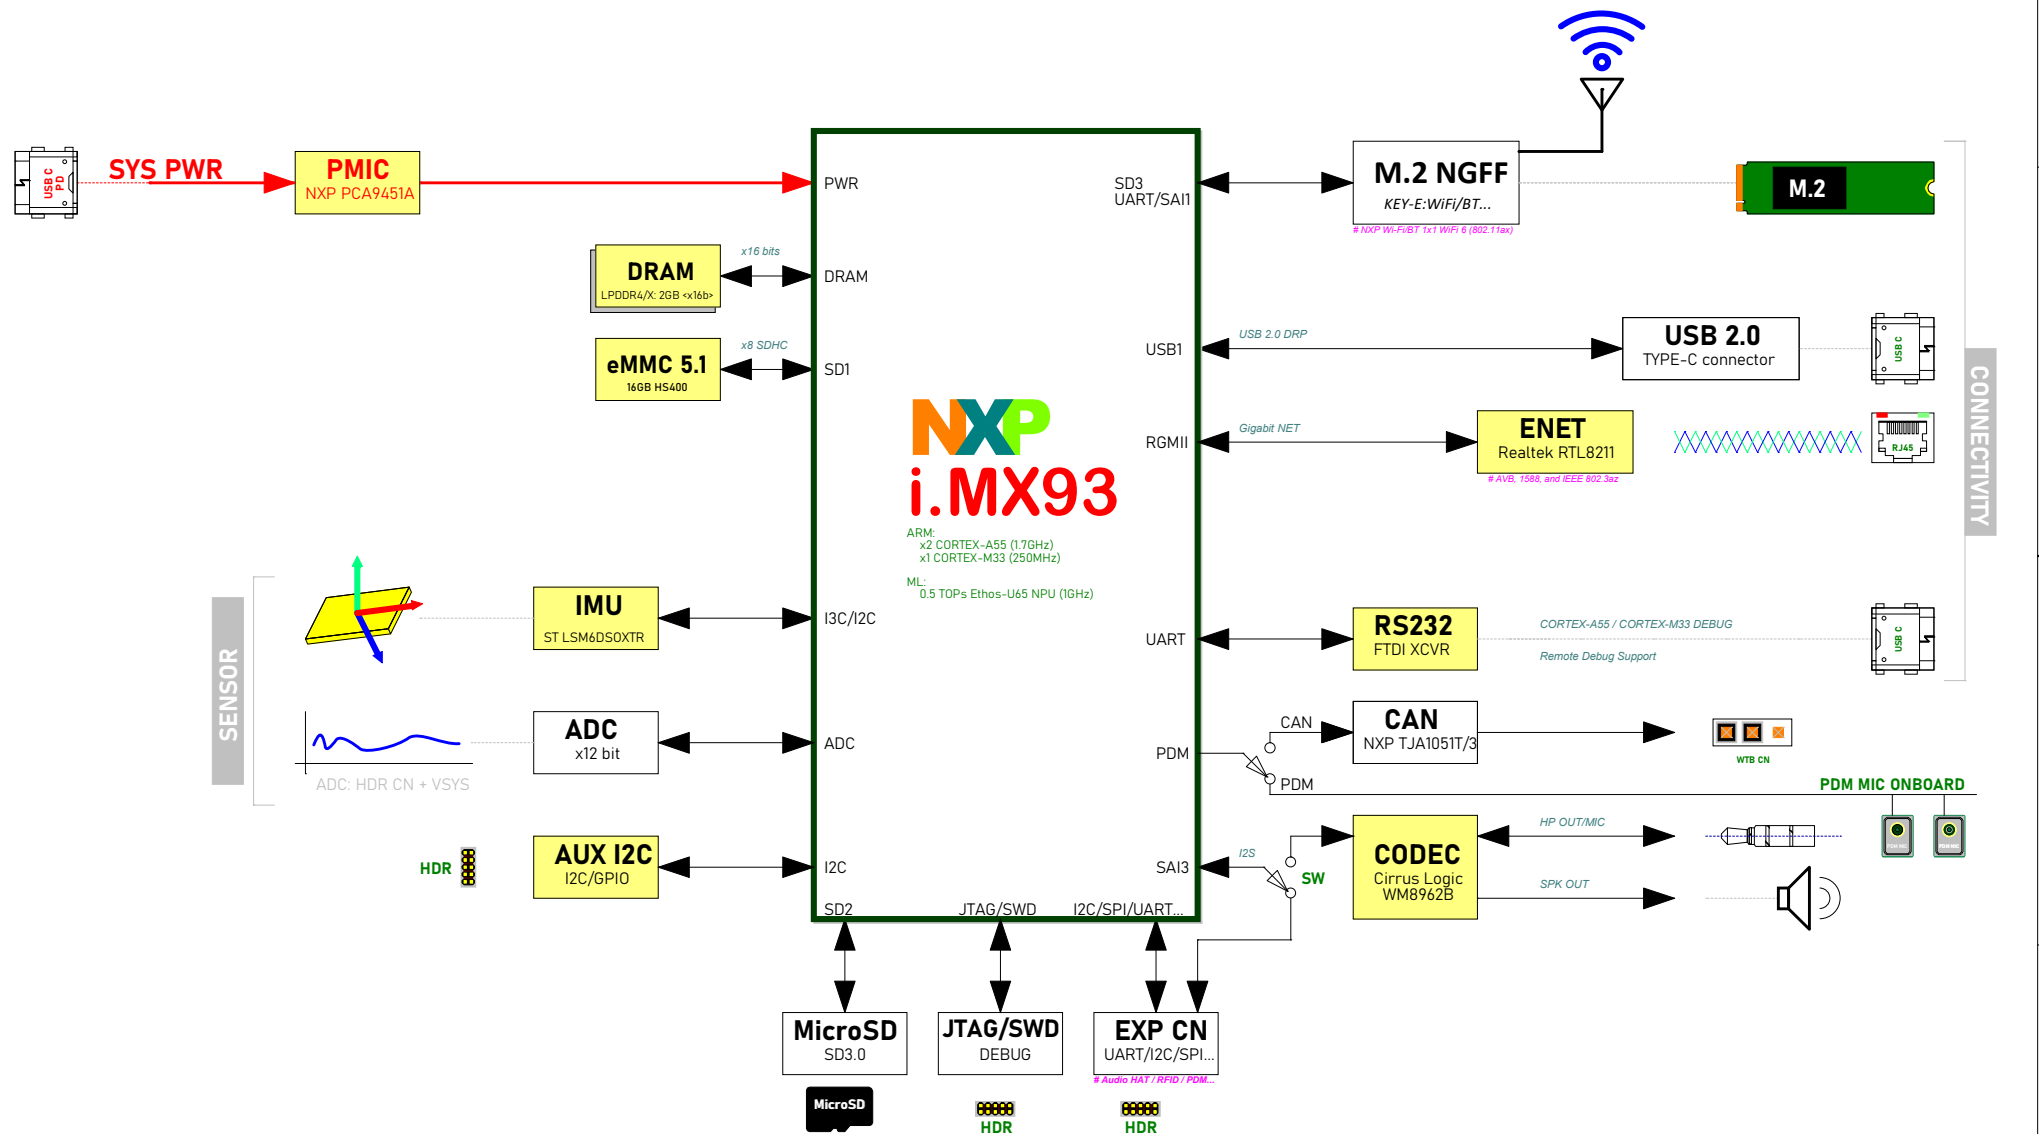 USB C
PD
SYS PWR
PMIC
NXP PCA9451A
PWR
SD3
UART/SAI1
M.2 NGFF
KEY-E:WiFi/BT...
# NXP Wi-Fi/BT 1x1 WiFi 6 (802.11ax)
M.2
DRAM
LPDDR4/X: 2GB <x16b>
x16 bits
DRAM
eMMC 5.1
16GB HS400
x8 SDHC
SD1
USB1
USB 2.0 DRP
USB 2.0
TYPE-C connector
USB C
RGMII
Gigabit NET
ENET
Realtek RTL8211
# AVB, 1588, and IEEE 802.3az
RJ45
CONNECTIVITY
NXP
i.MX93
ARM:
x2 CORTEX-A55 (1.7GHz)
x1 CORTEX-M33 (250MHz)
ML:
0.5 TOPs Ethos-U65 NPU (1GHz)
SENSOR
IMU
ST LSM6DSOXTR
I3C/I2C
UART
RS232
FTDI XCVR
CORTEX-A55 / CORTEX-M33 DEBUG
Remote Debug Support
USB C
ADC: HDR CN + VSYS
ADC
x12 bit
ADC
PDM
CAN
PDM
CAN
NXP TJA1051T/3
WTB CN
PDM MIC ONBOARD
PDM MIC
PDM MIC
HDR
AUX I2C
I2C/GPIO
I2C
SAI3
I2S
SW
CODEC
Cirrus Logic
WM8962B
HP OUT/MIC
SPK OUT
SD2
JTAG/SWD
I2C/SPI/UART...
MicroSD
SD3.0
MicroSD
JTAG/SWD
DEBUG
HDR
EXP CN
UART/I2C/SPI...
# Audio HAT / RFID / PDM...
HDR